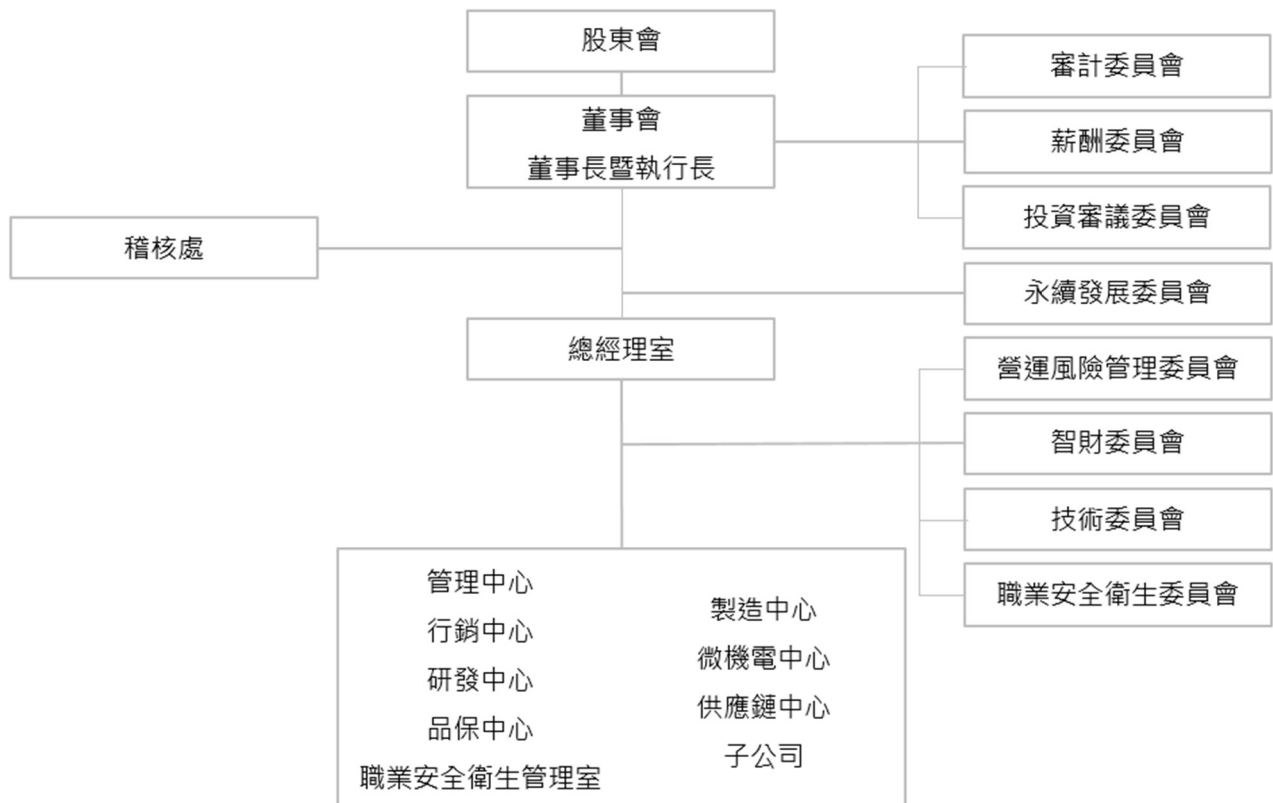 股東會
董事會
董事長暨執行長
審計委員會
薪酬委員會
投資審議委員會
稽核處
永續發展委員會
總經理室
營運風險管理委員會
智財委員會
技術委員會
職業安全衛生委員會
管理中心
行銷中心
研發中心
品保中心
職業安全衛生管理室
製造中心
微機電中心
供應鏈中心
子公司